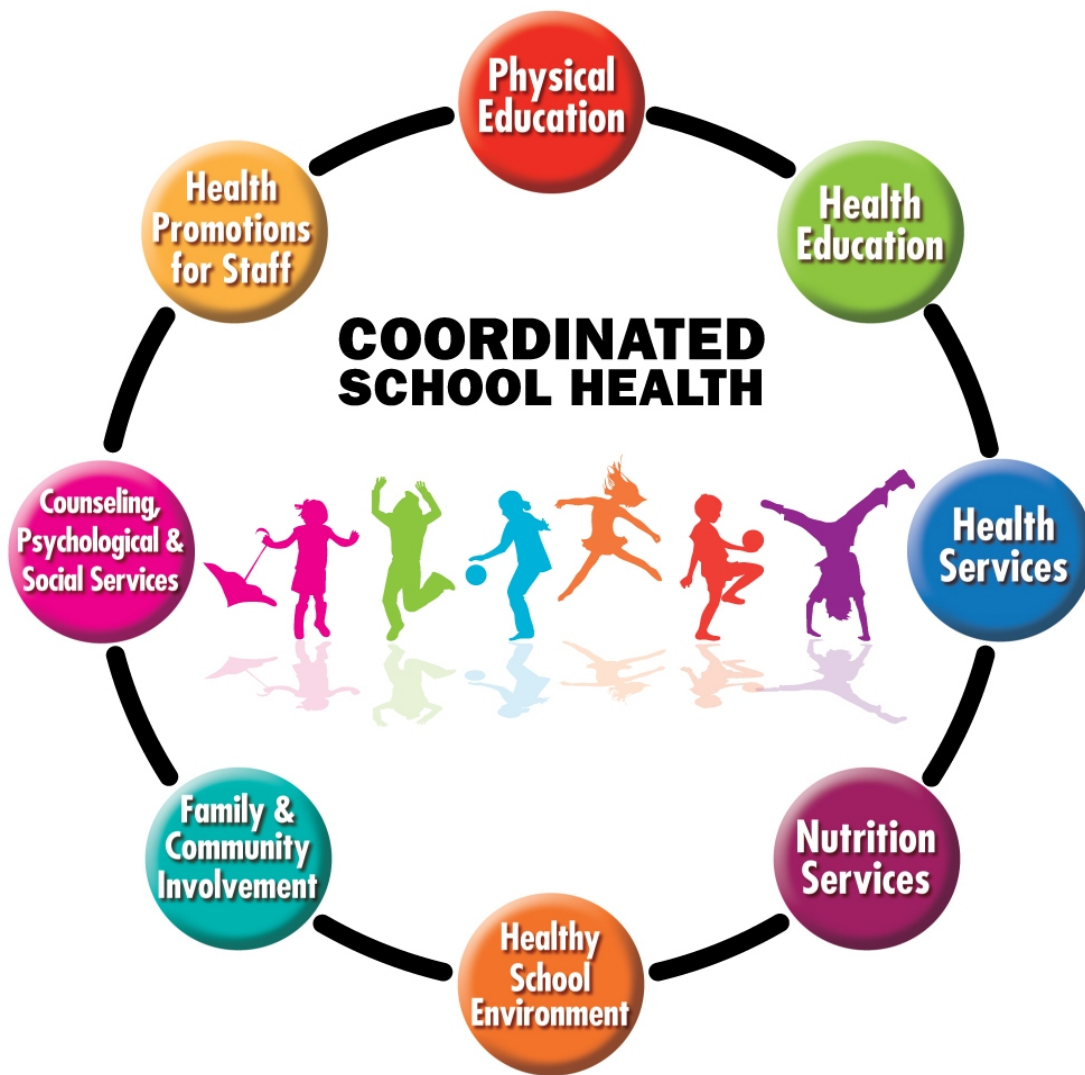 Physical
Education
Health
Promotions
for Staff
Health
Education
COORDINATED
SCHOOL HEALTH
Counseling,
Psychological &
Social Services
Health
Services
Family &
Community
Involvement
Nutrition
Services
Healthy
School
Environment